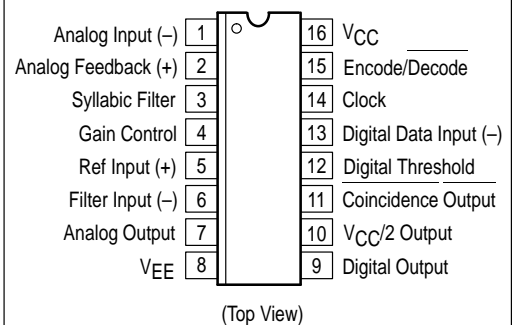 Analog Input (–) 1
Analog Feedback (+) 2
Syllabic Filter 3
Gain Control 4
Ref Input (+) 5
Filter Input (–) 6
Analog Output 7
VEE 8
16 VCC
15 Encode/Decode
14 Clock
13 Digital Data Input (–)
12 Digital Threshold
11 Coincidence Output
10 VCC/2 Output
9 Digital Output
(Top View)